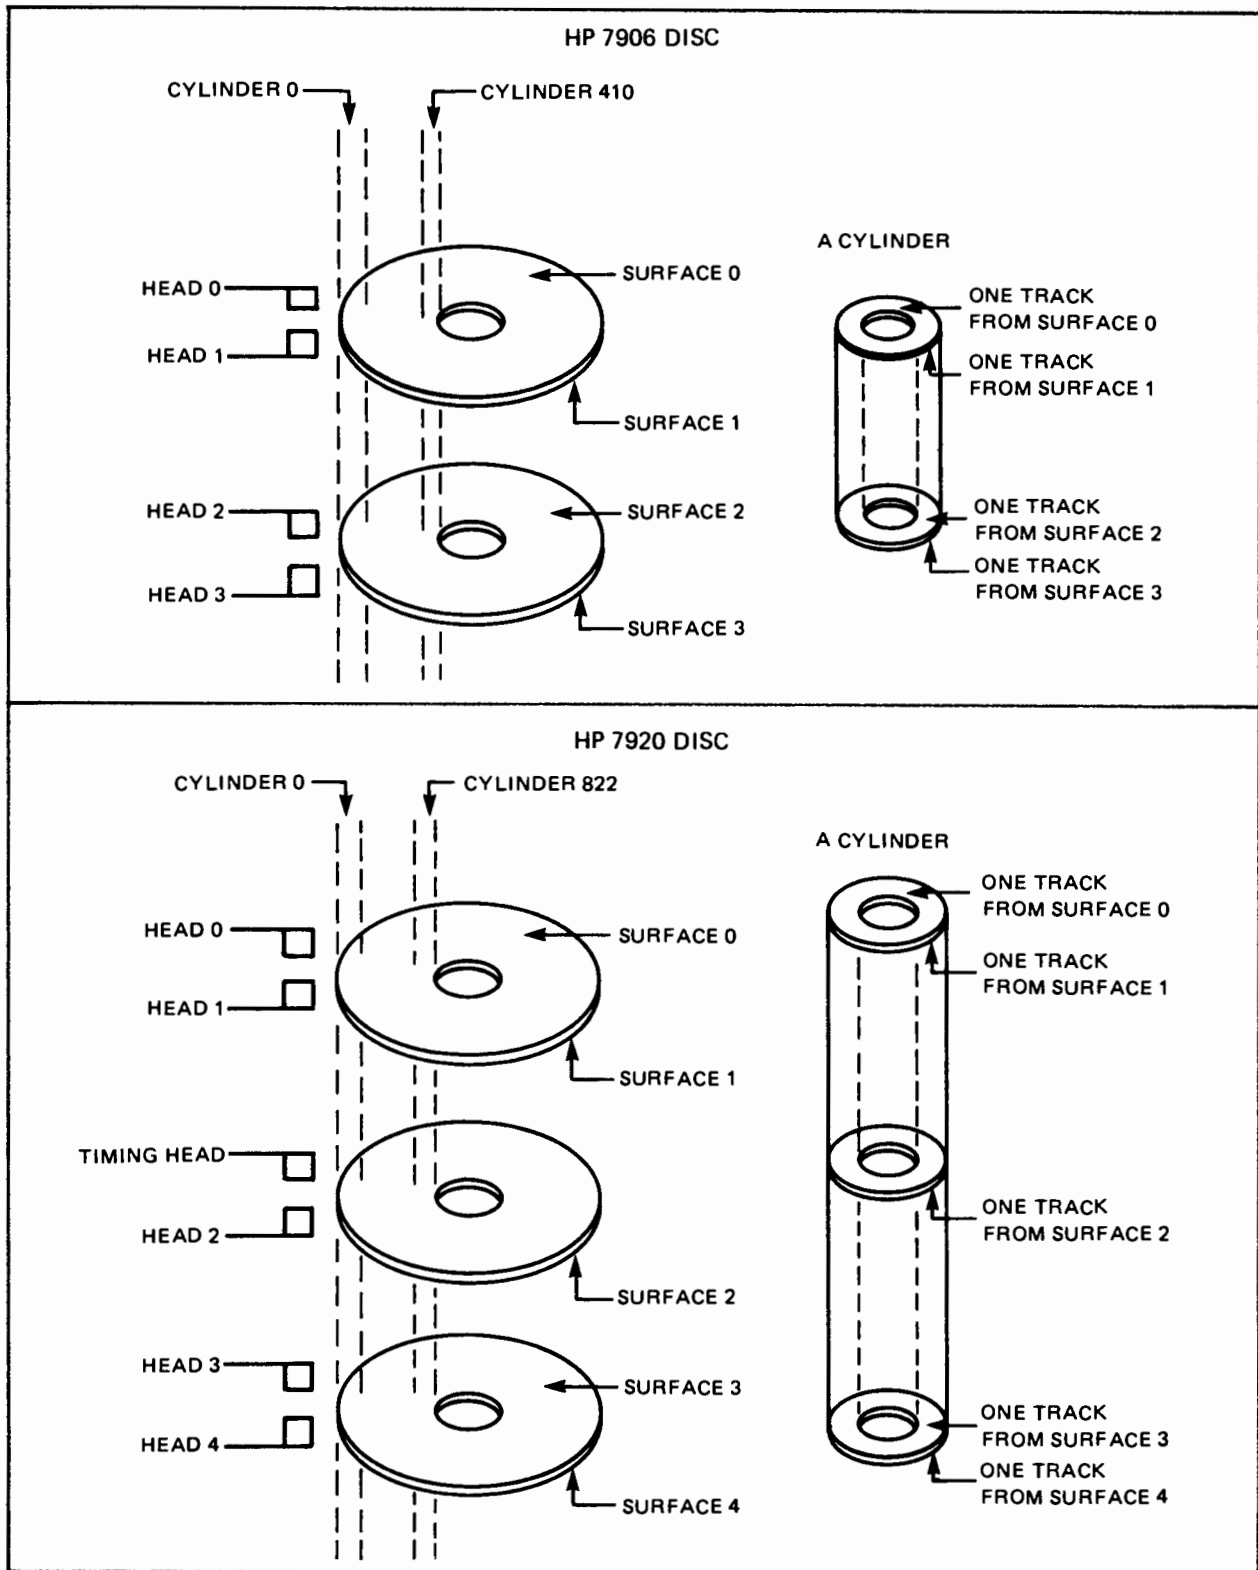 HP 7906 DISC
CYLINDER 0
CYLINDER 410
A CYLINDER
HEAD 0
HEAD 1
SURFACE 0
SURFACE 1
ONE TRACK
FROM SURFACE 0
ONE TRACK
FROM SURFACE 1
HEAD 2
HEAD 3
SURFACE 2
SURFACE 3
ONE TRACK
FROM SURFACE 2
ONE TRACK
FROM SURFACE 3
HP 7920 DISC
CYLINDER 0
CYLINDER 822
A CYLINDER
HEAD 0
HEAD 1
SURFACE 0
SURFACE 1
ONE TRACK
FROM SURFACE 0
ONE TRACK
FROM SURFACE 1
TIMING HEAD
HEAD 2
SURFACE 2
ONE TRACK
FROM SURFACE 2
HEAD 3
HEAD 4
SURFACE 3
SURFACE 4
ONE TRACK
FROM SURFACE 3
ONE TRACK
FROM SURFACE 4